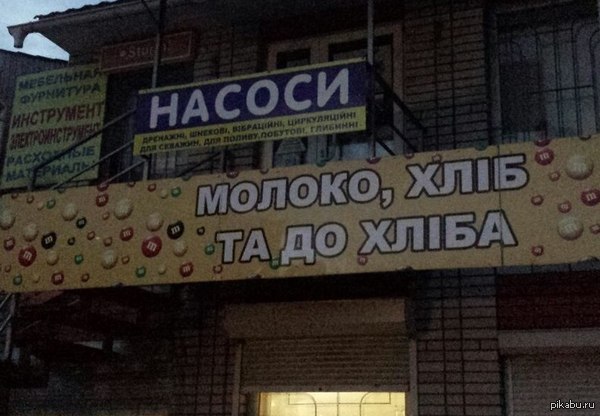 МЕБЕЛЬНАЯ
ФУРНИТУРА
ИНСТРУМЕНТ
ЭЛЕКТРОИНСТРУМЕНТ
РАСХОДНЫЕ
МАТЕРИАЛЫ
НАСОСИ
ДРЕНАЖНІ, ШНЕКОВІ, ВІБРАЦІЙНІ, ЦИРКУЛЯЦІЙНІ
ДЛЯ СКВАЖИН, ДЛЯ ПОЛИВУ, ПОБУТОВІ, ГЛИБИННІ
МОЛОКО, ХЛІБ
ТА ДО ХЛІБА
pikabu.ru